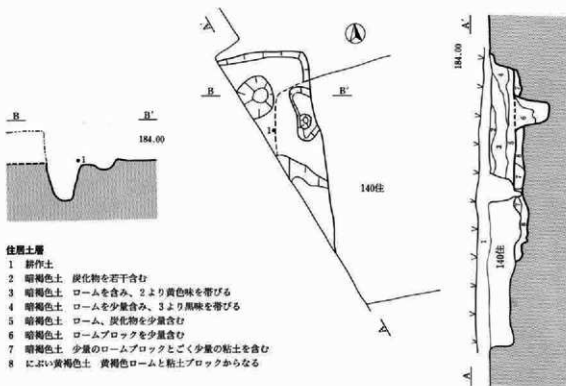 A'
B
B'
184.00
1
B
B'
1
140住
A
住居土層
1 耕作土
2 暗褐色土 炭化物を若干含む
3 暗褐色土 ロームを含み、2より黄色味を帯びる
4 暗褐色土 ロームを少量含み、3より黒味を帯びる
5 暗褐色土 ローム、炭化物を少量含む
6 暗褐色土 ロームブロックを少量含む
7 暗褐色土 少量のロームブロックとごく少量の粘土を含む
8 にぶい黄褐色土 黄褐色ロームと粘土ブロックからなる
A'
184.00
1
140住
A